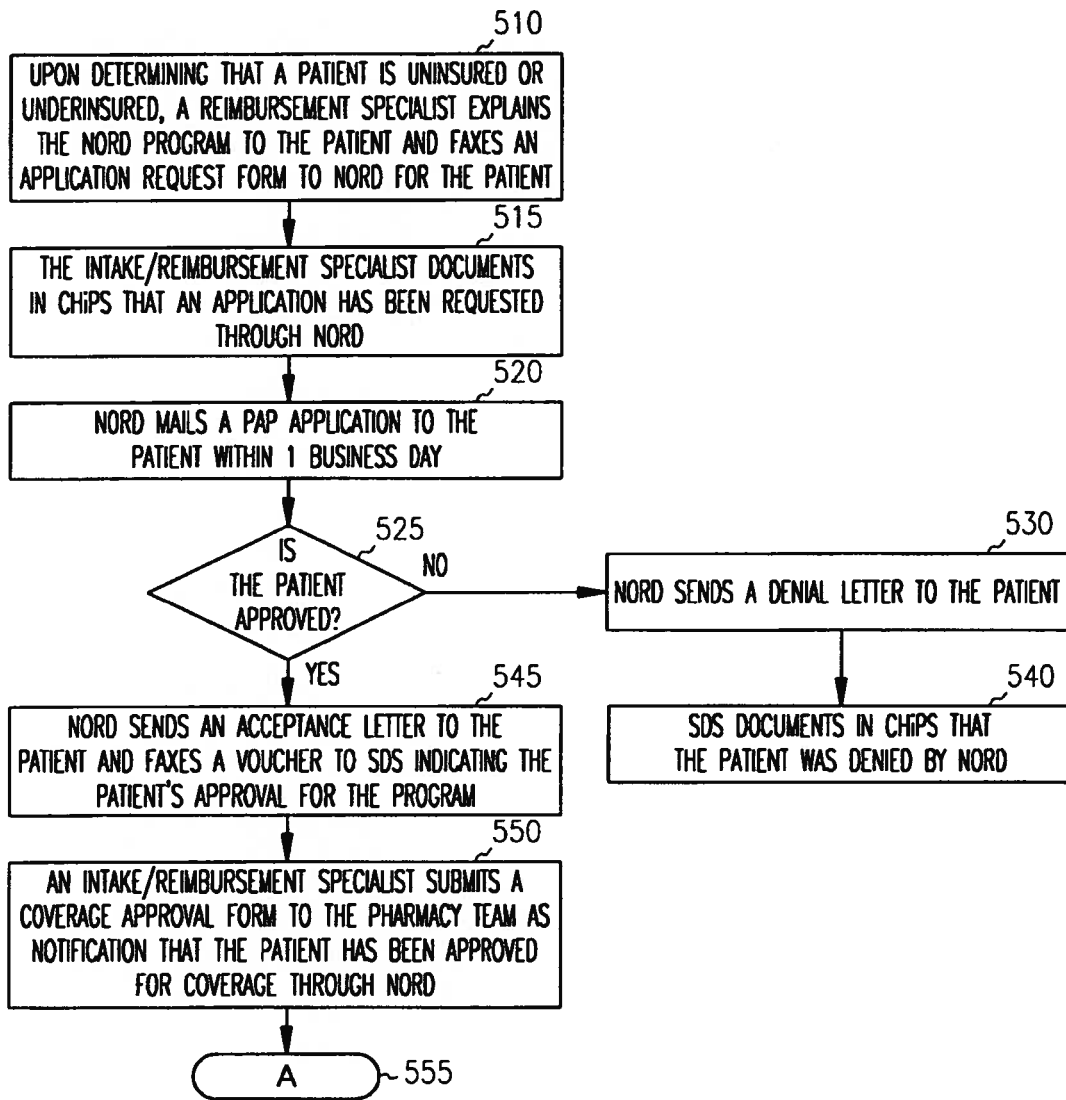 510
UPON DETERMINING THAT A PATIENT IS UNINSURED OR
UNDERINSURED, A REIMBURSEMENT SPECIALIST EXPLAINS
THE NORD PROGRAM TO THE PATIENT AND FAXES AN
APPLICATION REQUEST FORM TO NORD FOR THE PATIENT
515
THE INTAKE/REIMBURSEMENT SPECIALIST DOCUMENTS
IN CHiPS THAT AN APPLICATION HAS BEEN REQUESTED
THROUGH NORD
520
NORD MAILS A PAP APPLICATION TO THE
PATIENT WITHIN 1 BUSINESS DAY
525
IS
THE PATIENT
APPROVED?
NO
530
NORD SENDS A DENIAL LETTER TO THE PATIENT
540
SDS DOCUMENTS IN CHiPS THAT
THE PATIENT WAS DENIED BY NORD
YES
545
NORD SENDS AN ACCEPTANCE LETTER TO THE
PATIENT AND FAXES A VOUCHER TO SDS INDICATING THE
PATIENT'S APPROVAL FOR THE PROGRAM
550
AN INTAKE/REIMBURSEMENT SPECIALIST SUBMITS A
COVERAGE APPROVAL FORM TO THE PHARMACY TEAM AS
NOTIFICATION THAT THE PATIENT HAS BEEN APPROVED
FOR COVERAGE THROUGH NORD
A
555